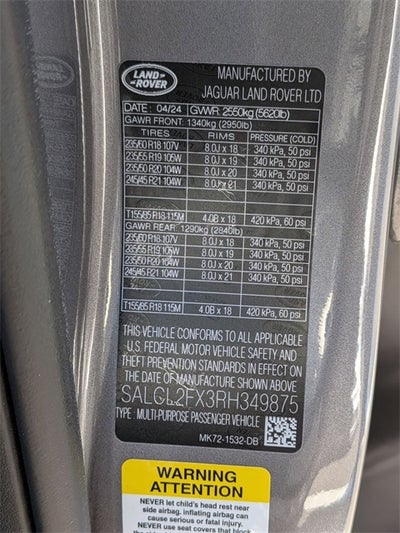 LAND
ROVER
MANUFACTURED BY
JAGUAR LAND ROVER LTD
DATE: 04/24 GVWR 2550kg (5620lb)
GAWR FRONT: 1340kg (2950lb)
TIRES RIMS PRESSURE (COLD)
235/60 R18 107V 8.0J x 18 340 kPa, 50 psi
235/55 R19 105W 8.0J x 19 340 kPa, 50 psi
235/50 R20 104W 8.0J x 20 340 kPa, 50 psi
245/45 R21 104W 8.0J x 21 340 kPa, 50 psi
T155/85 R18 115M 4.0B x 18 420 kPa, 60 psi
GAWR REAR: 1290kg (2840lb)
235/60 R18 107V 8.0J x 18 340 kPa, 50 psi
235/55 R19 105W 8.0J x 19 340 kPa, 50 psi
235/50 R20 104W 8.0J x 20 340 kPa, 50 psi
245/45 R21 104W 8.0J x 21 340 kPa, 50 psi
T155/85 R18 115M 4.0B x 18 420 kPa, 60 psi
THIS VEHICLE CONFORMS TO ALL APPLICABLE
U.S. FEDERAL MOTOR VEHICLE SAFETY AND
THEFT PREVENTION STANDARDS IN EFFECT
ON THE DATE OF MANUFACTURE SHOWN ABOVE
SALGL2FX3RH349875
TYPE: MULTI-PURPOSE PASSENGER VEHICLE
MK72-1532-DB
WARNING
ATTENTION
NEVER let child's head rest near
side airbag. inflating airbag can
cause serious or fatal injury.
NEVER use seat covers that